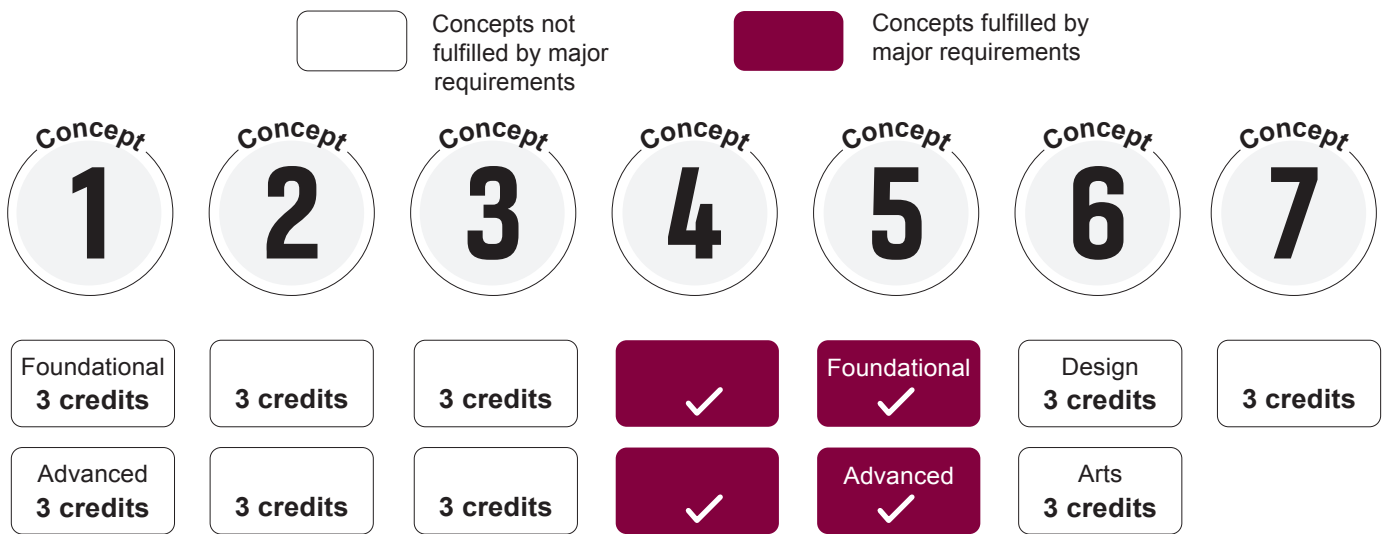 Concepts not
fulfilled by major
requirements
Concepts fulfilled by
major requirements
Concept
1
Concept
2
Concept
3
Concept
4
Concept
5
Concept
6
Concept
7
Foundational
3 credits
3 credits
3 credits
Foundational
Design
3 credits
3 credits
Advanced
3 credits
3 credits
3 credits
Advanced
Arts
3 credits